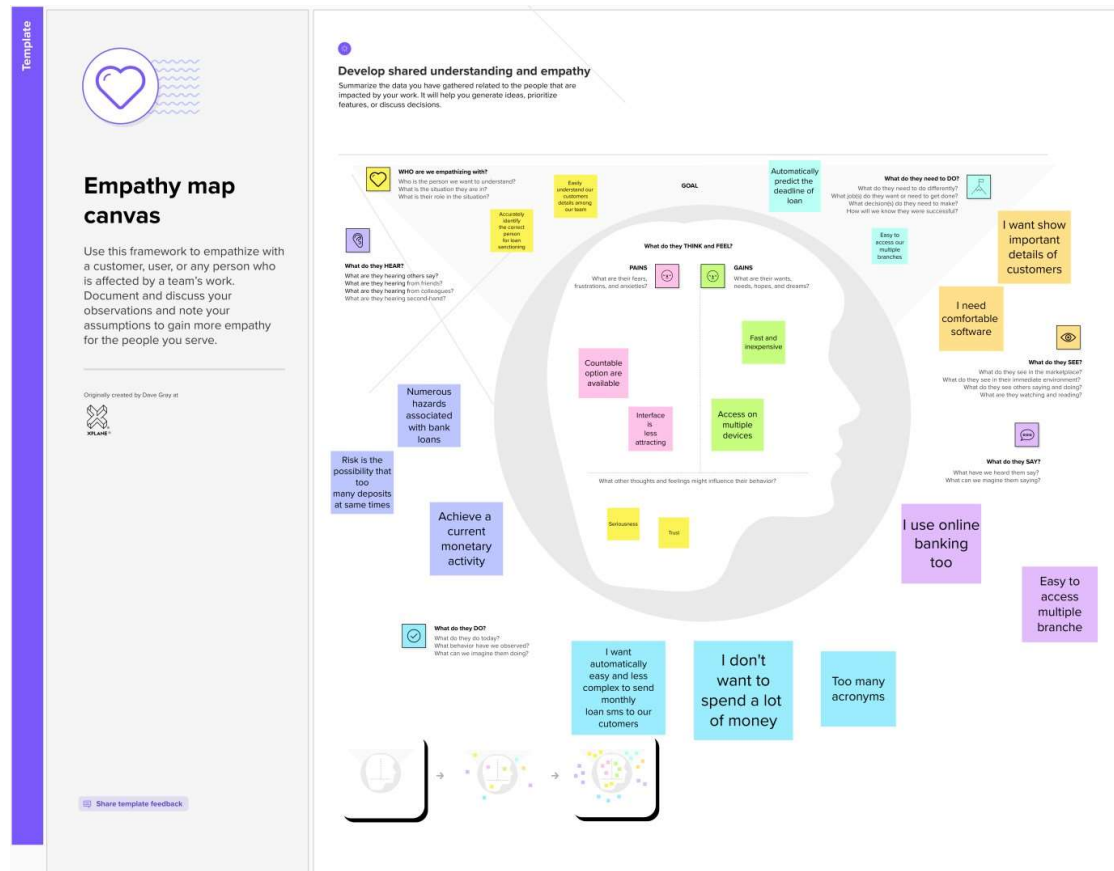 Template
Empathy map
canvas
Use this framework to empathize with
a customer, user, or any person who
is affected by a team's work.
Document and discuss your
observations and note your
assumptions to gain more empathy
for the people you serve.
Originally created by Dave Gray at
XPLANE
Share template feedback
Develop shared understanding and empathy
Summarize the data you have gathered related to the people that are
impacted by your work. It will help you generate ideas, prioritize
features, or discuss decisions.
WHO are we empathizing with?
Who is the person we want to understand?
What is the situation they are in?
What is their role in the situation?
Easily
understand our
customers
details among
our team
Accurately
identify
the correct
person
for loan
sanctioning
GOAL
Automatically
predict the
deadline of
loan
What do they need to DO?
What do they need to do differently?
What job(s) do they want or need to get done?
What decision(s) do they need to make?
How will we know they were successful?
Easy to
access our
multiple
branches
I want show
important
details of
customers
I need
comfortable
software
What do they HEAR?
What are they hearing others say?
What are they hearing from friends?
What are they hearing from colleagues?
What are they hearing second-hand?
What do they THINK and FEEL?
PAINS
What are their fears,
frustrations, and anxieties?
GAINS
What are their wants,
needs, hopes, and dreams?
Fast and
inexpensive
Countable
option are
available
Interface
is
less
attracting
Access on
multiple
devices
What do they SEE?
What do they see in the marketplace?
What do they see in their immediate environment?
What do they see others saying and doing?
What are they watching and reading?
Numerous
hazards
associated
with bank
loans
Risk is the
possibility that
too
many deposits
at same times
Achieve a
current
monetary
activity
What do they SAY?
What have we heard them say?
What can we imagine them saying?
What other thoughts and feelings might influence their behavior?
Seriousness
Trust
I use online
banking
too
Easy to
access
multiple
branche
What do they DO?
What do they do today?
What behavior have we observed?
What can we imagine them doing?
I want
automatically
easy and less
complex to send
monthly
loan sms to our
cutomers
I don't
want to
spend a lot
of money
Too many
acronyms